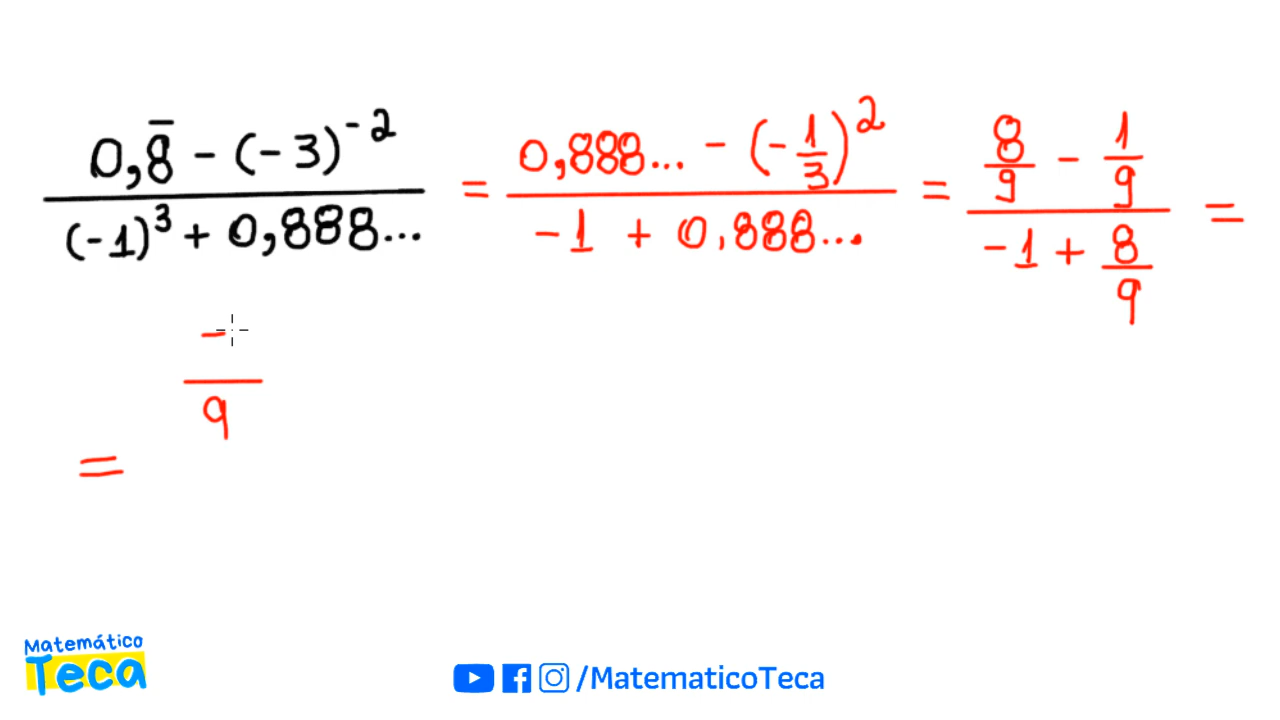 (0,8̅ - (-3)^-2) / ((-1)^3 + 0,888...) = (0,888... - (-1/3)^2) / (-1 + 0,888...) = (8/9 - 1/9) / (-1 + 8/9) =
= - / 9
Matemático
Teca
/MatematicoTeca